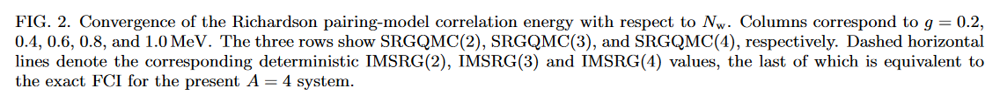 FIG. 2. Convergence of the Richardson pairing-model correlation energy with respect to N_w. Columns correspond to g = 0.2,
0.4, 0.6, 0.8, and 1.0 MeV. The three rows show SRGQMC(2), SRGQMC(3), and SRGQMC(4), respectively. Dashed horizontal
lines denote the corresponding deterministic IMSRG(2), IMSRG(3) and IMSRG(4) values, the last of which is equivalent to
the exact FCI for the present A = 4 system.